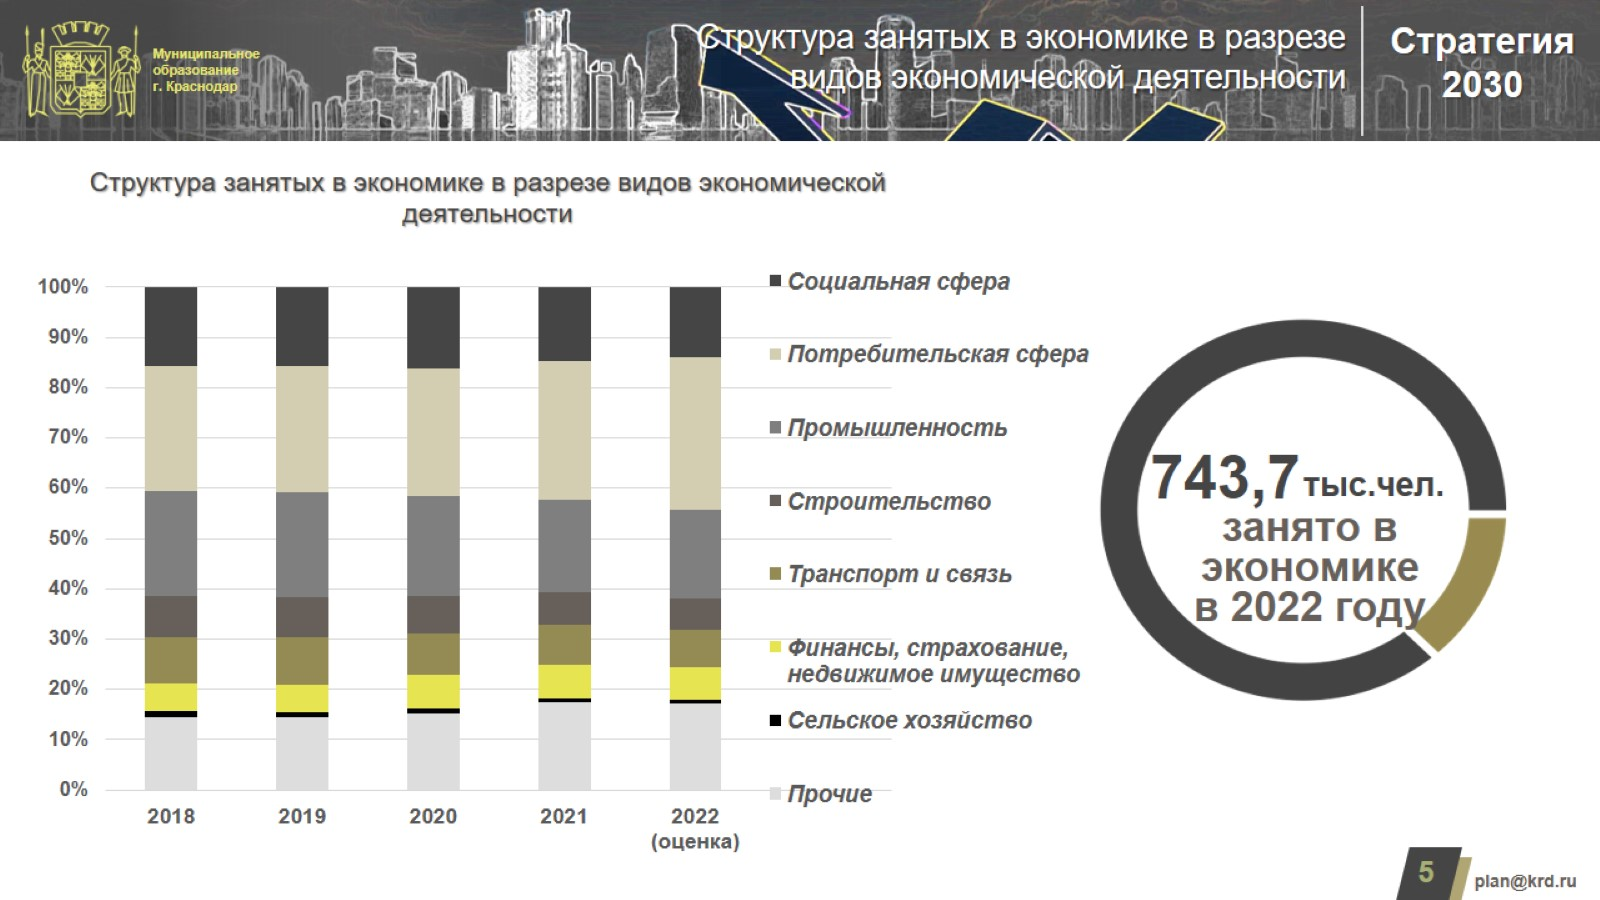 Муниципальное
образование
г. Краснодар
Структура занятых в экономике в разрезе
видов экономической деятельности
Стратегия
2030
Структура занятых в экономике в разрезе видов экономической
деятельности
100%
90%
80%
70%
60%
50%
40%
30%
20%
10%
0%
2018
2019
2020
2021
2022
(оценка)
Социальная сфера
Потребительская сфера
Промышленность
Строительство
Транспорт и связь
Финансы, страхование,
недвижимое имущество
Сельское хозяйство
Прочие
743,7 тыс.чел.
занято в
экономике
в 2022 году
5
plan@krd.ru